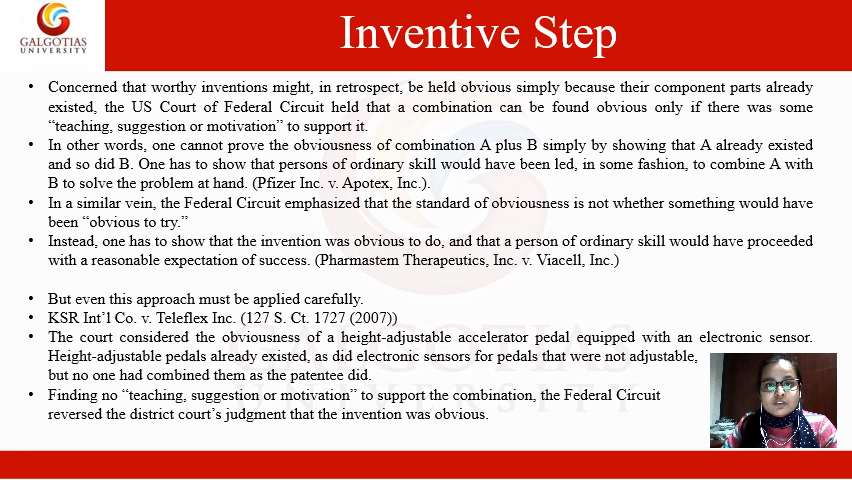 GALGOTIAS
UNIVERSITY
Inventive Step
• Concerned that worthy inventions might, in retrospect, be held obvious simply because their component parts already
existed, the US Court of Federal Circuit held that a combination can be found obvious only if there was some
“teaching, suggestion or motivation” to support it.
• In other words, one cannot prove the obviousness of combination A plus B simply by showing that A already existed
and so did B. One has to show that persons of ordinary skill would have been led, in some fashion, to combine A with
B to solve the problem at hand. (Pfizer Inc. v. Apotex, Inc.).
• In a similar vein, the Federal Circuit emphasized that the standard of obviousness is not whether something would have
been “obvious to try.”
• Instead, one has to show that the invention was obvious to do, and that a person of ordinary skill would have proceeded
with a reasonable expectation of success. (Pharmastem Therapeutics, Inc. v. Viacell, Inc.)
• But even this approach must be applied carefully.
• KSR Int’l Co. v. Teleflex Inc. (127 S. Ct. 1727 (2007))
• The court considered the obviousness of a height-adjustable accelerator pedal equipped with an electronic sensor.
Height-adjustable pedals already existed, as did electronic sensors for pedals that were not adjustable,
but no one had combined them as the patentee did.
• Finding no “teaching, suggestion or motivation” to support the combination, the Federal Circuit
reversed the district court’s judgment that the invention was obvious.
GALGOTIAS
UNIVERSITY